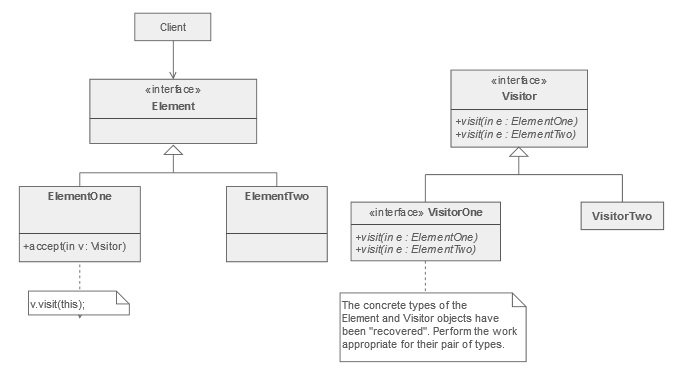 Client
«interface»
Element
ElementOne
+accept(in v: Visitor)
ElementTwo
v.visit(this);
«interface»
Visitor
+visit(in e : ElementOne)
+visit(in e : ElementTwo)
«interface» VisitorOne
+visit(in e : ElementOne)
+visit(in e : ElementTwo)
VisitorTwo
The concrete types of the
Element and Visitor objects have
been "recovered". Perform the work
appropriate for their pair of types.